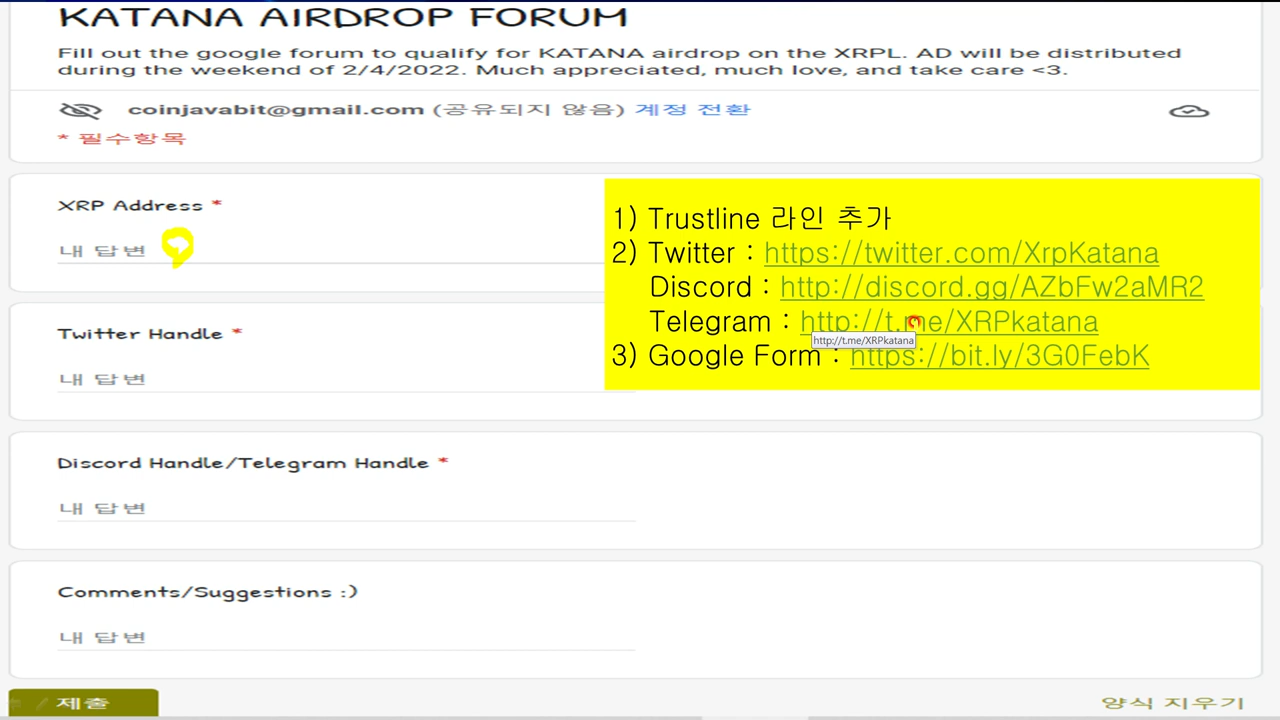 KATANA AIRDROP FORUM
Fill out the google forum to qualify for KATANA airdrop on the XRPL. AD will be distributed
during the weekend of 2/4/2022. Much appreciated, much love, and take care <3.
coinjavabit@gmail.com (공유되지 않음) 계정 전환
* 필수항목
XRP Address *
내 답변
1) Trustline 라인 추가
2) Twitter : https://twitter.com/XrpKatana
Discord : http://discord.gg/AZbFw2aMR2
Telegram : http://t.me/XRPkatana
http://t.me/XRPkatana
3) Google Form : https://bit.ly/3G0FebK
Twitter Handle *
내 답변
Discord Handle/Telegram Handle *
내 답변
Comments/Suggestions :)
내 답변
제출
양식 지우기